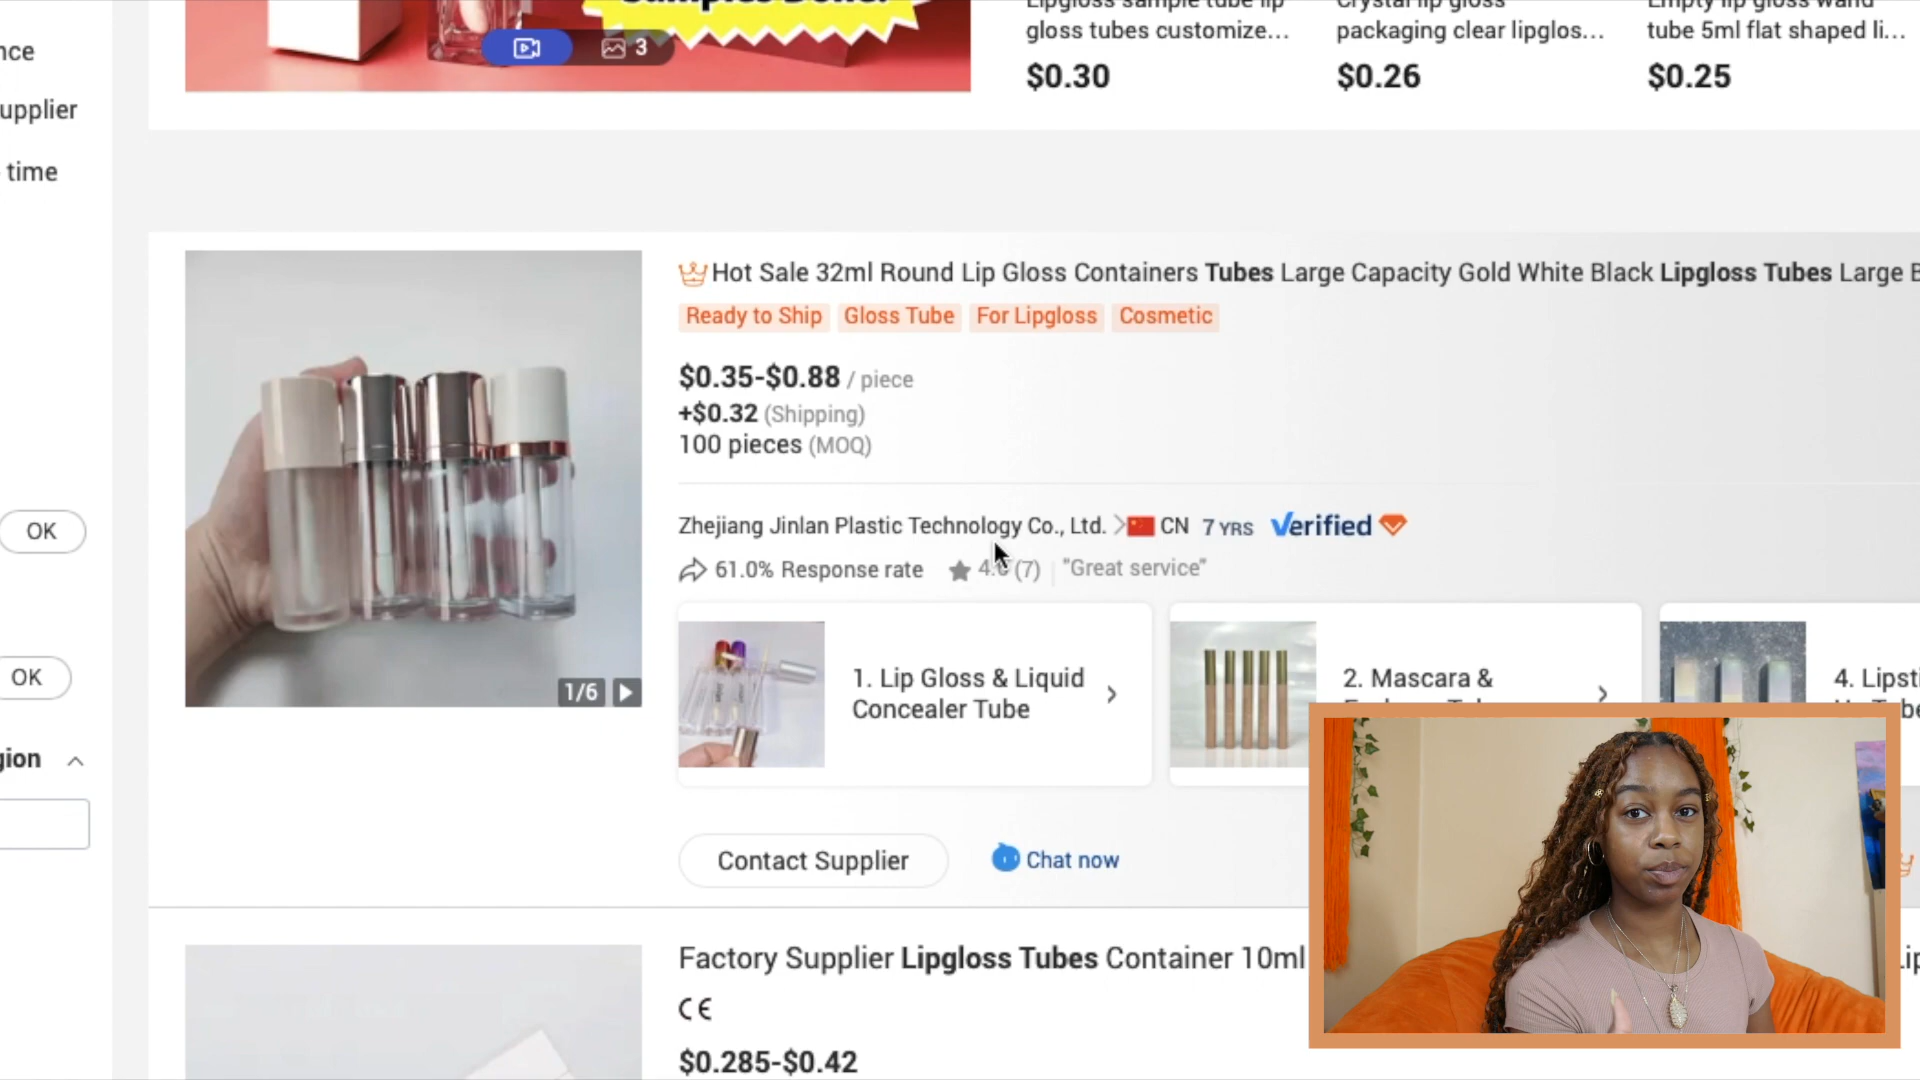 nce
upplier
time
OK
OK
gion
3
gloss tubes customize...
$0.30
packaging clear lipglos...
$0.26
tube 5ml flat shaped li...
$0.25
Hot Sale 32ml Round Lip Gloss Containers Tubes Large Capacity Gold White Black Lipgloss Tubes Large B
Ready to Ship Gloss Tube For Lipgloss Cosmetic
$0.35-$0.88 / piece
+$0.32 (Shipping)
100 pieces (MOQ)
Zhejiang Jinlan Plastic Technology Co., Ltd. > CN 7 YRS Verified
61.0% Response rate (7) "Great service"
1/6
1. Lip Gloss & Liquid
Concealer Tube
2. Mascara &
4. Lipsti
Contact Supplier
Chat now
Factory Supplier Lipgloss Tubes Container 10ml
CE
$0.285-$0.42